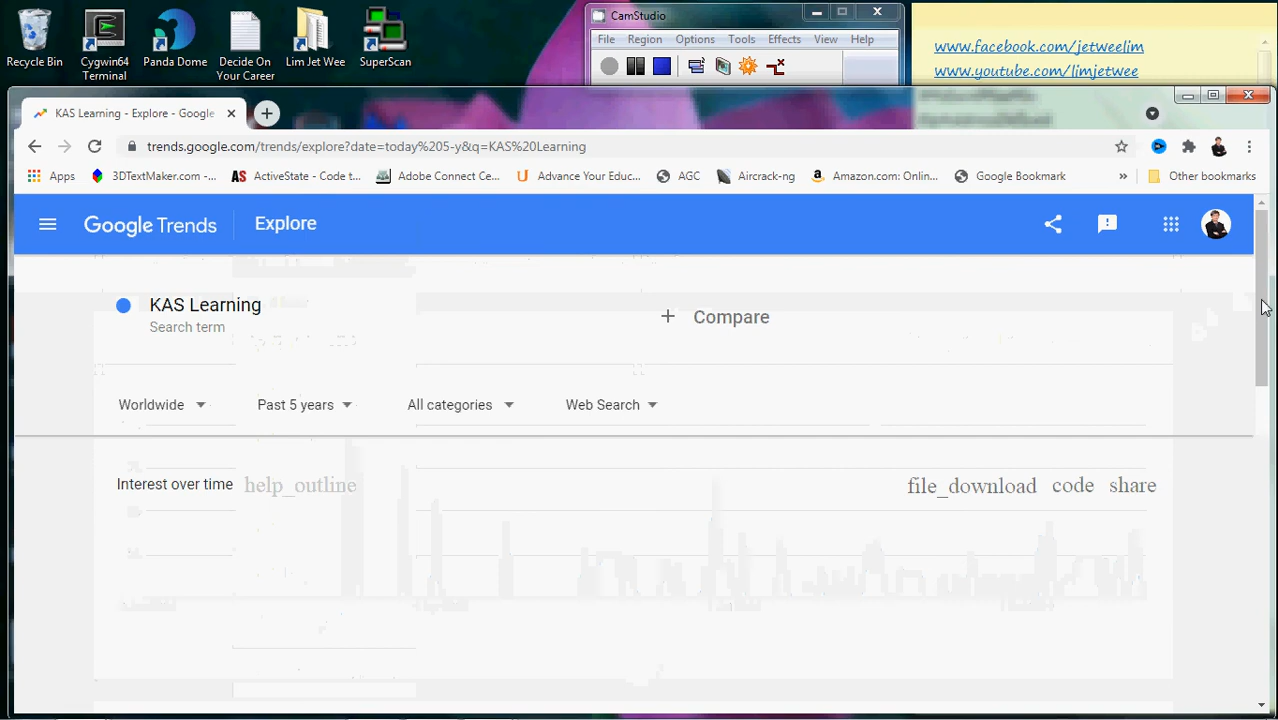 CamStudio
File Region Options Tools Effects View Help
www.facebook.com/jetweelim
www.youtube.com/limjetwee
Recycle Bin
Cygwin64
Terminal
Panda Dome
Decide On
Your Career
Lim Jet Wee
SuperScan
KAS Learning - Explore - Google
trends.google.com/trends/explore?date=today%205-y&q=KAS%20Learning
Apps 3DTextMaker.com -... ActiveState - Code t... Adobe Connect Ce... Advance Your Educ... AGC Aircrack-ng Amazon.com: Onlin... Google Bookmark » Other bookmarks
Google Trends Explore
KAS Learning
Search term
+ Compare
Worldwide Past 5 years All categories Web Search
Interest over time help_outline file_download code share